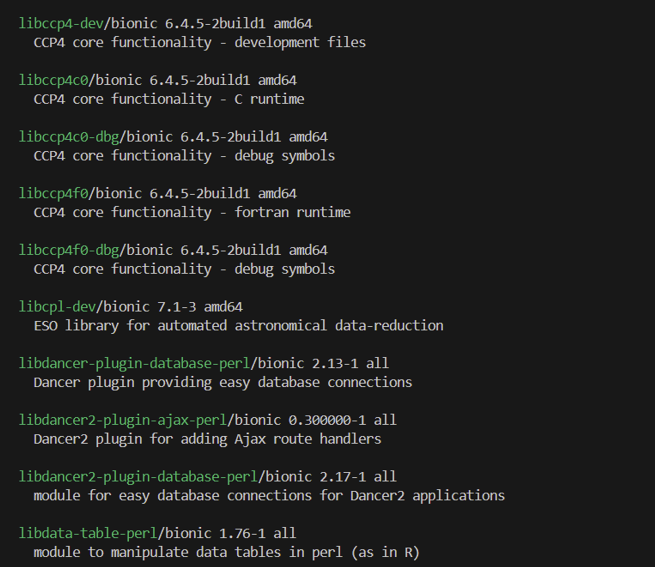 libccp4-dev/bionic 6.4.5-2build1 amd64
CCP4 core functionality - development files
libccp4c0/bionic 6.4.5-2build1 amd64
CCP4 core functionality - C runtime
libccp4c0-dbg/bionic 6.4.5-2build1 amd64
CCP4 core functionality - debug symbols
libccp4f0/bionic 6.4.5-2build1 amd64
CCP4 core functionality - fortran runtime
libccp4f0-dbg/bionic 6.4.5-2build1 amd64
CCP4 core functionality - debug symbols
libcpl-dev/bionic 7.1-3 amd64
ESO library for automated astronomical data-reduction
libdancer-plugin-database-perl/bionic 2.13-1 all
Dancer plugin providing easy database connections
libdancer2-plugin-ajax-perl/bionic 0.300000-1 all
Dancer2 plugin for adding Ajax route handlers
libdancer2-plugin-database-perl/bionic 2.17-1 all
module for easy database connections for Dancer2 applications
libdata-table-perl/bionic 1.76-1 all
module to manipulate data tables in perl (as in R)